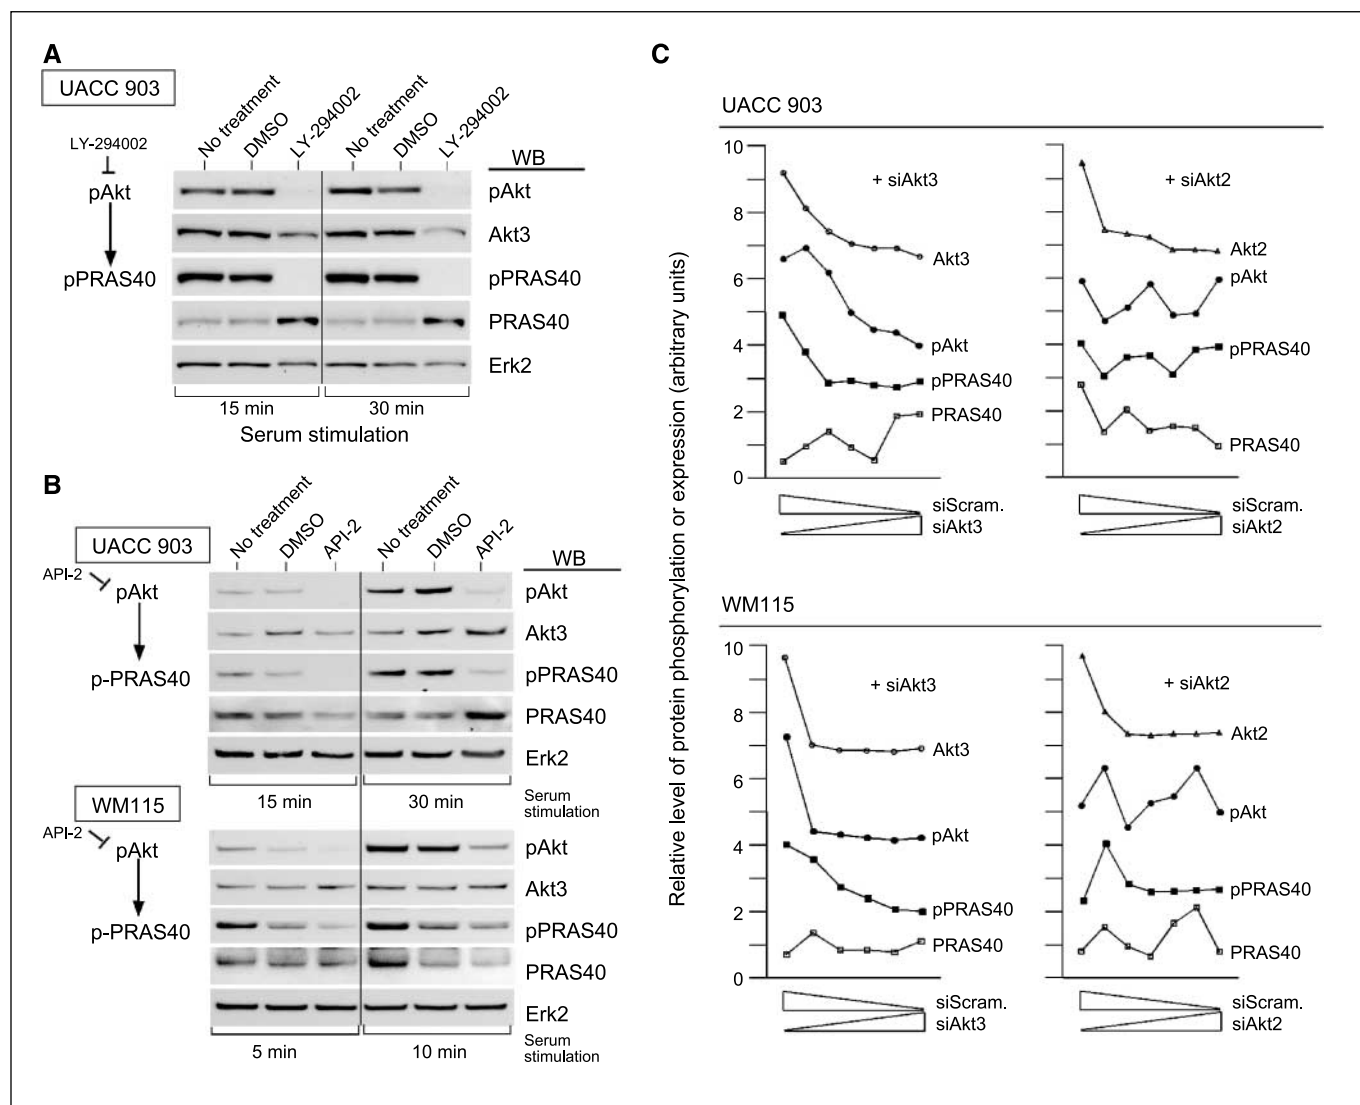 A
UACC 903
LY-294002
pAkt
pPRAS40
No treatment
DMSO
LY-294002
No treatment
DMSO
LY-294002
WB
pAkt
Akt3
pPRAS40
PRAS40
Erk2
15 min
30 min
Serum stimulation
B
UACC 903
API-2
pAkt
p-PRAS40
No treatment
DMSO
API-2
No treatment
DMSO
API-2
WB
pAkt
Akt3
pPRAS40
PRAS40
Erk2
15 min
30 min
Serum
stimulation
WM115
API-2
pAkt
p-PRAS40
pAkt
Akt3
pPRAS40
PRAS40
Erk2
5 min
10 min
Serum
stimulation
C
Relative level of protein phosphorylation or expression (arbitrary units)
UACC 903
10
8
6
4
2
0
+ siAkt3
Akt3
pAkt
pPRAS40
PRAS40
siScram.
siAkt3
+ siAkt2
Akt2
pAkt
pPRAS40
PRAS40
siScram.
siAkt2
WM115
10
8
6
4
2
0
+ siAkt3
Akt3
pAkt
pPRAS40
PRAS40
siScram.
siAkt3
+ siAkt2
Akt2
pAkt
pPRAS40
PRAS40
siScram.
siAkt2